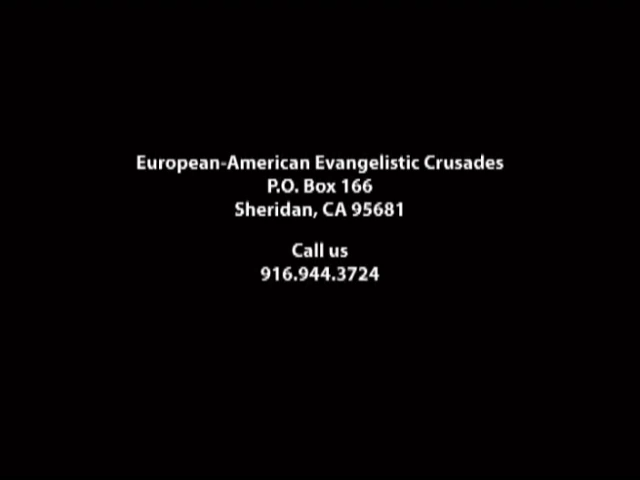 European-American Evangelistic Crusades
P.O. Box 166
Sheridan, CA 95681
Call us
916.944.3724